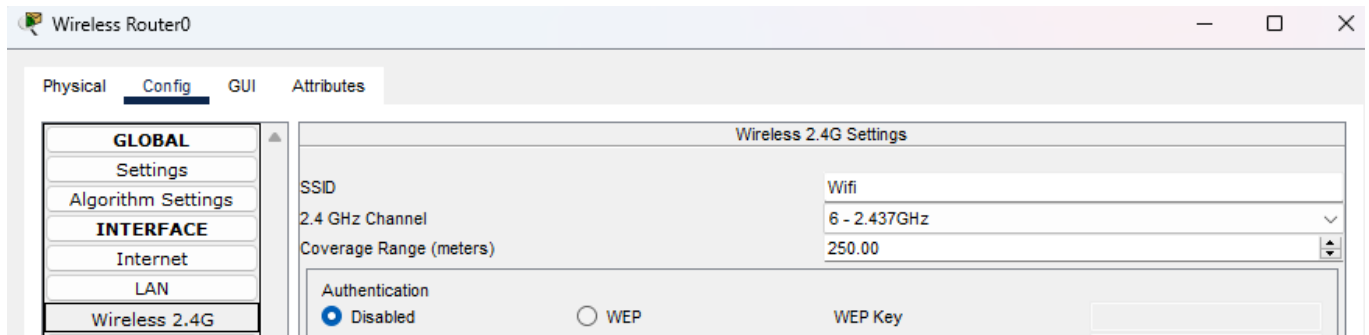 Wireless Router0
Physical Config GUI Attributes
GLOBAL
Settings
Algorithm Settings
INTERFACE
Internet
LAN
Wireless 2.4G
Wireless 2.4G Settings
SSID Wifi
2.4 GHz Channel 6 - 2.437GHz
Coverage Range (meters) 250.00
Authentication
Disabled WEP WEP Key